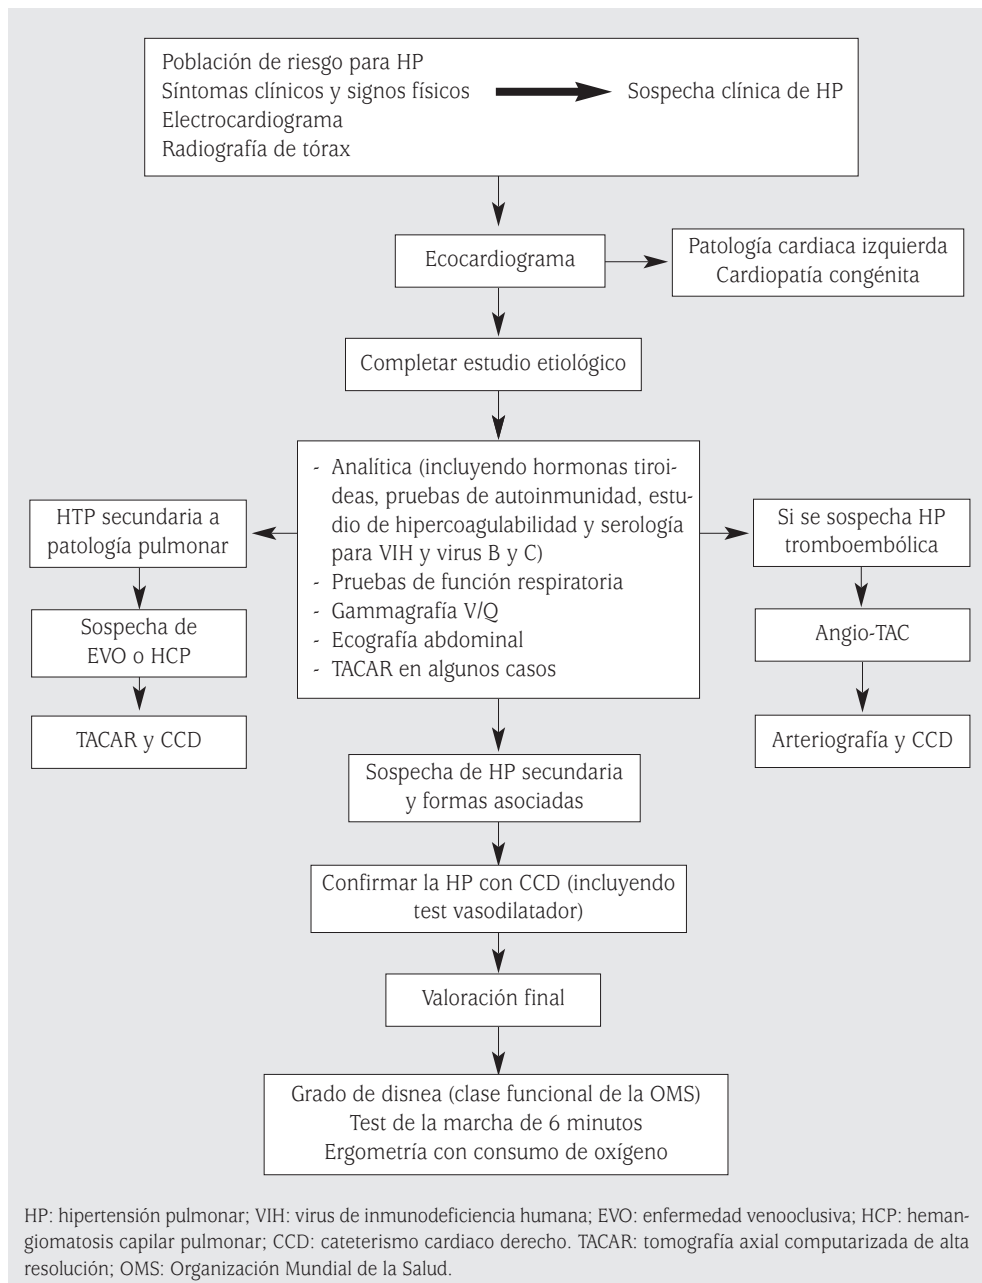 Población de riesgo para HP
Síntomas clínicos y signos físicos
Electrocardiograma
Radiografía de tórax
Sospecha clínica de HP
Ecocardiograma
Patología cardiaca izquierda
Cardiopatía congénita
Completar estudio etiológico
- Analítica (incluyendo hormonas tiroi-
deas, pruebas de autoinmunidad, estu-
dio de hipercoagulabilidad y serología
para VIH y virus B y C)
- Pruebas de función respiratoria
- Gammagrafía V/Q
- Ecografía abdominal
- TACAR en algunos casos
HTP secundaria a
patología pulmonar
Sospecha de
EVO o HCP
TACAR y CCD
Si se sospecha HP
tromboembólica
Angio-TAC
Arteriografía y CCD
Sospecha de HP secundaria
y formas asociadas
Confirmar la HP con CCD (incluyendo
test vasodilatador)
Valoración final
Grado de disnea (clase funcional de la OMS)
Test de la marcha de 6 minutos
Ergometría con consumo de oxígeno
HP: hipertensión pulmonar; VIH: virus de inmunodeficiencia humana; EVO: enfermedad venooclusiva; HCP: heman-
giomatosis capilar pulmonar; CCD: cateterismo cardiaco derecho. TACAR: tomografía axial computarizada de alta
resolución; OMS: Organización Mundial de la Salud.